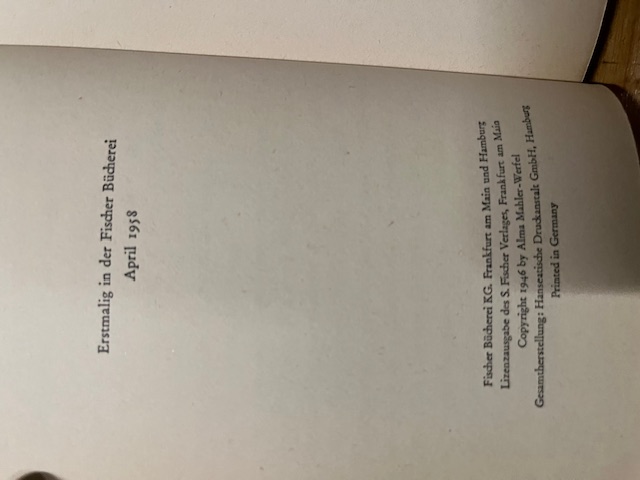 Erstmalig in der Fischer Bücherei
April 1958
Fischer Bücherei KG. Frankfurt am Main und Hamburg
Lizenzausgabe des S. Fischer Verlages, Frankfurt am Main
Copyright 1946 by Alma Mahler-Werfel
Gesamtherstellung: Hanseatische Druckanstalt GmbH, Hamburg
Printed in Germany